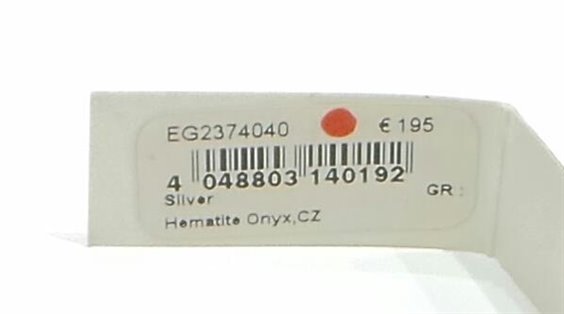 EG2374040 € 195
4 048803 140192
GR :
Silver
Hematite Onyx,CZ